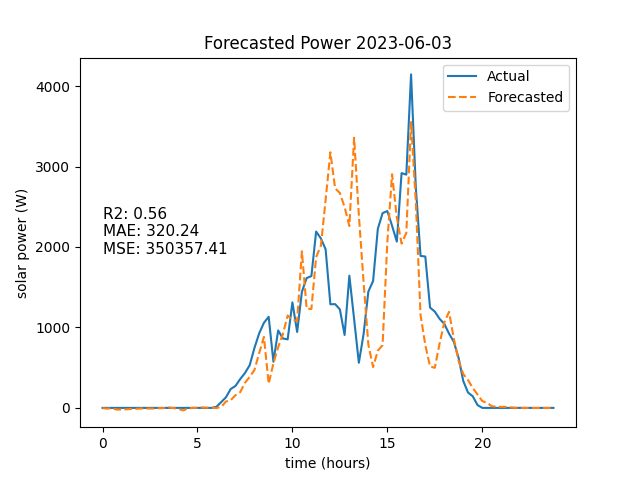 Forecasted Power 2023-06-03
Actual
Forecasted
R2: 0.56
MAE: 320.24
MSE: 350357.41
solar power (W)
4000
3000
2000
1000
0
0 5 10 15 20
time (hours)